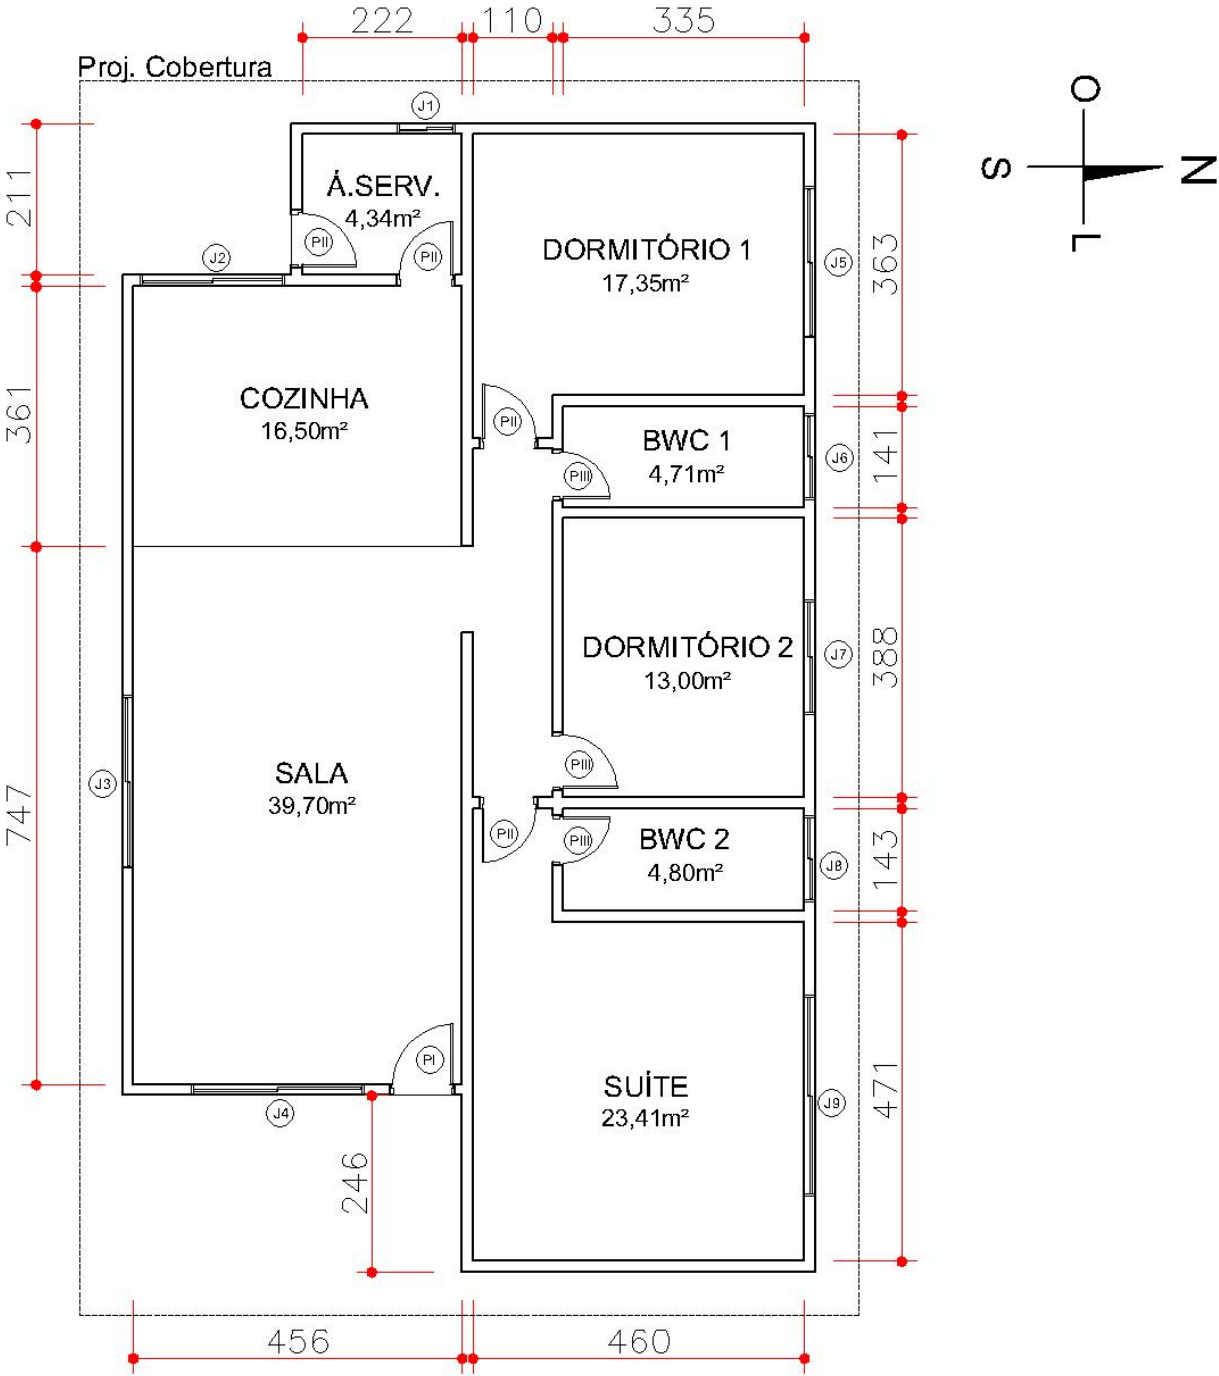 222
110
335
Proj. Cobertura
J1
O
S
N
L
211
Á.SERV.
4,34m²
PII
PII
J2
DORMITÓRIO 1
17,35m²
J5
363
361
COZINHA
16,50m²
PII
BWC 1
4,71m²
PIII
J6
141
DORMITÓRIO 2
13,00m²
J7
388
747
J3
SALA
39,70m²
PIII
PII
PIII
BWC 2
4,80m²
J8
143
PI
J4
SUÍTE
23,41m²
J9
471
246
456
460